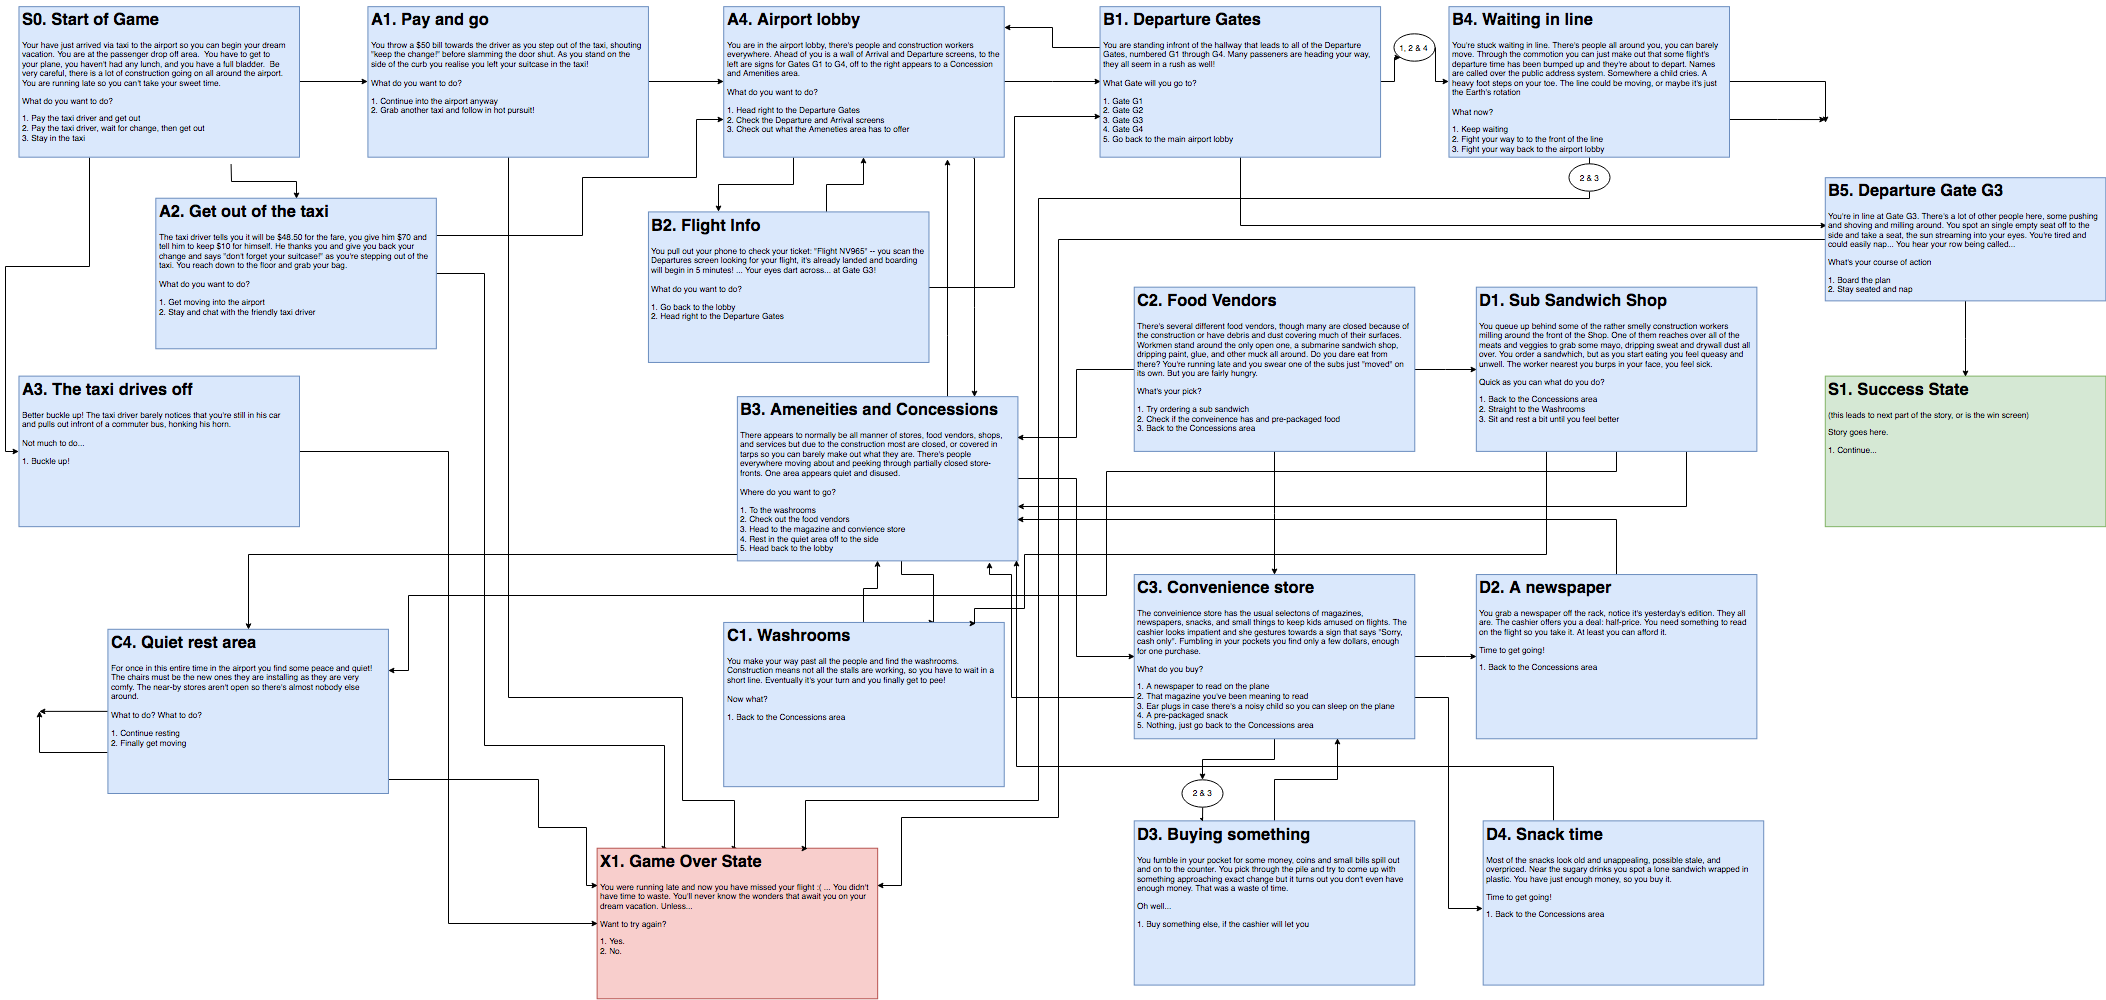 S0. Start of Game
Your have just arrived via taxi to the airport so you can begin your dream
vacation. You are at the passenger drop off area.  You have to get to
your plane, you haven't had any lunch, and you have a full bladder.  Be
very careful, there is a lot of construction going on all around the airport.
You are running late so you can't take your sweet time.
What do you want to do?
1. Pay the taxi driver and get out
2. Pay the taxi driver, wait for change, then get out
3. Stay in the taxi
A1. Pay and go
You throw a $50 bill towards the driver as you step out of the taxi, shouting
"keep the change!" before slamming the door shut. As you stand on the
side of the curb you realise you left your suitcase in the taxi!
What do you want to do?
1. Continue into the airport anyway
2. Grab another taxi and follow in hot pursuit!
A4. Airport lobby
You are in the airport lobby, there's people and construction workers
everywhere. Ahead of you is a wall of Arrival and Departure screens, to the
left are signs for Gates G1 to G4, off to the right appears to a Concession
and Amenities area.
What do you want to do?
1. Head right to the Departure Gates
2. Check the Departure and Arrival screens
3. Check out what the Ameneties area has to offer
B1. Departure Gates
You are standing infront of the hallway that leads to all of the Departure
Gates, numbered G1 through G4. Many passeners are heading your way,
they all seem in a rush as well!
What Gate will you go to?
1. Gate G1
2. Gate G2
3. Gate G3
4. Gate G4
5. Go back to the main airport lobby
1, 2 & 4
B4. Waiting in line
You're stuck waiting in line. There's people all around you, you can barely
move. Through the commotion you can just make out that some flight's
departure time has been bumped up and they're about to depart. Names
are called over the public address system. Somewhere a child cries. A
heavy foot steps on your toe. The line could be moving, or maybe it's just
the Earth's rotation
What now?
1. Keep waiting
2. Fight your way to to the front of the line
3. Fight your way back to the airport lobby
2 & 3
A2. Get out of the taxi
The taxi driver tells you it will be $48.50 for the fare, you give him $70 and
tell him to keep $10 for himself. He thanks you and give you back your
change and says "don't forget your suitcase!" as you're stepping out of the
taxi. You reach down to the floor and grab your bag.
What do you want to do?
1. Get moving into the airport
2. Stay and chat with the friendly taxi driver
B2. Flight Info
You pull out your phone to check your ticket: "Flight NV965" -- you scan the
Departures screen looking for your flight, it's already landed and boarding
will begin in 5 minutes! ... Your eyes dart across... at Gate G3!
What do you want to do?
1. Go back to the lobby
2. Head right to the Departure Gates
B5. Departure Gate G3
You're in line at Gate G3. There's a lot of other people here, some pushing
and shoving and milling around. You spot an single empty seat off to the
side and take a seat, the sun streaming into your eyes. You're tired and
could easily nap... You hear your row being called...
What's your course of action
1. Board the plan
2. Stay seated and nap
C2. Food Vendors
There's several different food vendors, though many are closed because of
the construction or have debris and dust covering much of their surfaces.
Workmen stand around the only open one, a submarine sandwich shop,
dripping paint, glue, and other muck all around. Do you dare eat from
there? You're running late and you swear one of the subs just "moved" on
its own. But you are fairly hungry.
What's your pick?
1. Try ordering a sub sandwich
2. Check if the conveinence has and pre-packaged food
3. Back to the Concessions area
D1. Sub Sandwich Shop
You queue up behind some of the rather smelly construction workers
milling around the front of the Shop. One of them reaches over all of the
meats and veggies to grab some mayo, dripping sweat and drywall dust all
over. You order a sandwhich, but as you start eating you feel queasy and
unwell. The worker nearest you burps in your face, you feel sick.
Quick as you can what do you do?
1. Back to the Concessions area
2. Straight to the Washrooms
3. Sit and rest a bit until you feel better
A3. The taxi drives off
Better buckle up! The taxi driver barely notices that you're still in his car
and pulls out infront of a commuter bus, honking his horn.
Not much to do...
1. Buckle up!
S1. Success State
(this leads to next part of the story, or is the win screen)
Story goes here.
1. Continue...
B3. Ameneities and Concessions
There appears to normally be all manner of stores, food vendors, shops,
and services but due to the construction most are closed, or covered in
tarps so you can barely make out what they are. There's people
everywhere moving about and peeking through partially closed store-
fronts. One area appears quiet and disused.
Where do you want to go?
1. To the washrooms
2. Check out the food vendors
3. Head to the magazine and convience store
4. Rest in the quiet area off to the side
5. Head back to the lobby
C4. Quiet rest area
For once in this entire time in the airport you find some peace and quiet!
The chairs must be the new ones they are installing as they are very
comfy. The near-by stores aren't open so there's almost nobody else
around.
What to do? What to do?
1. Continue resting
2. Finally get moving
C1. Washrooms
You make your way past all the people and find the washrooms.
Construction means not all the stalls are working, so you have to wait in a
short line. Eventually it's your turn and you finally get to pee!
Now what?
1. Back to the Concessions area
C3. Convenience store
The conveinience store has the usual selectons of magazines,
newspapers, snacks, and small things to keep kids amused on flights. The
cashier looks impatient and she gestures towards a sign that says "Sorry,
cash only". Fumbling in your pockets you find only a few dollars, enough
for one purchase.
What do you buy?
1. A newspaper to read on the plane
2. That magazine you've been meaning to read
3. Ear plugs in case there's a noisy child so you can sleep on the plane
4. A pre-packaged snack
5. Nothing, just go back to the Concessions area
D2. A newspaper
You grab a newspaper off the rack, notice it's yesterday's edition. They all
are. The cashier offers you a deal: half-price. You need something to read
on the flight so you take it. At least you can afford it.
Time to get going!
1. Back to the Concessions area
2 & 3
D3. Buying something
You fumble in your pocket for some money, coins and small bills spill out
and on to the counter. You pick through the pile and try to come up with
something approaching exact change but it turns out you don't even have
enough money. That was a waste of time.
Oh well...
1. Buy something else, if the cashier will let you
D4. Snack time
Most of the snacks look old and unappealing, possible stale, and
overpriced. Near the sugary drinks you spot a lone sandwich wrapped in
plastic. You have just enough money, so you buy it.
Time to get going!
1. Back to the Concessions area
X1. Game Over State
You were running late and now you have missed your flight :( ... You didn't
have time to waste. You'll never know the wonders that await you on your
dream vacation. Unless...
Want to try again?
1. Yes.
2. No.